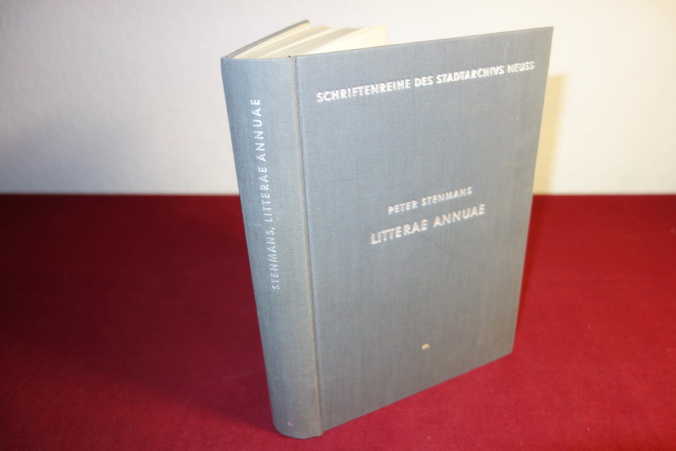 STENMANS, LITTERAE ANNUAE
SCHRIFTENREIHE DES STADTARCHIVS NEUSS
PETER STENMANS
LITTERAE ANNUAE